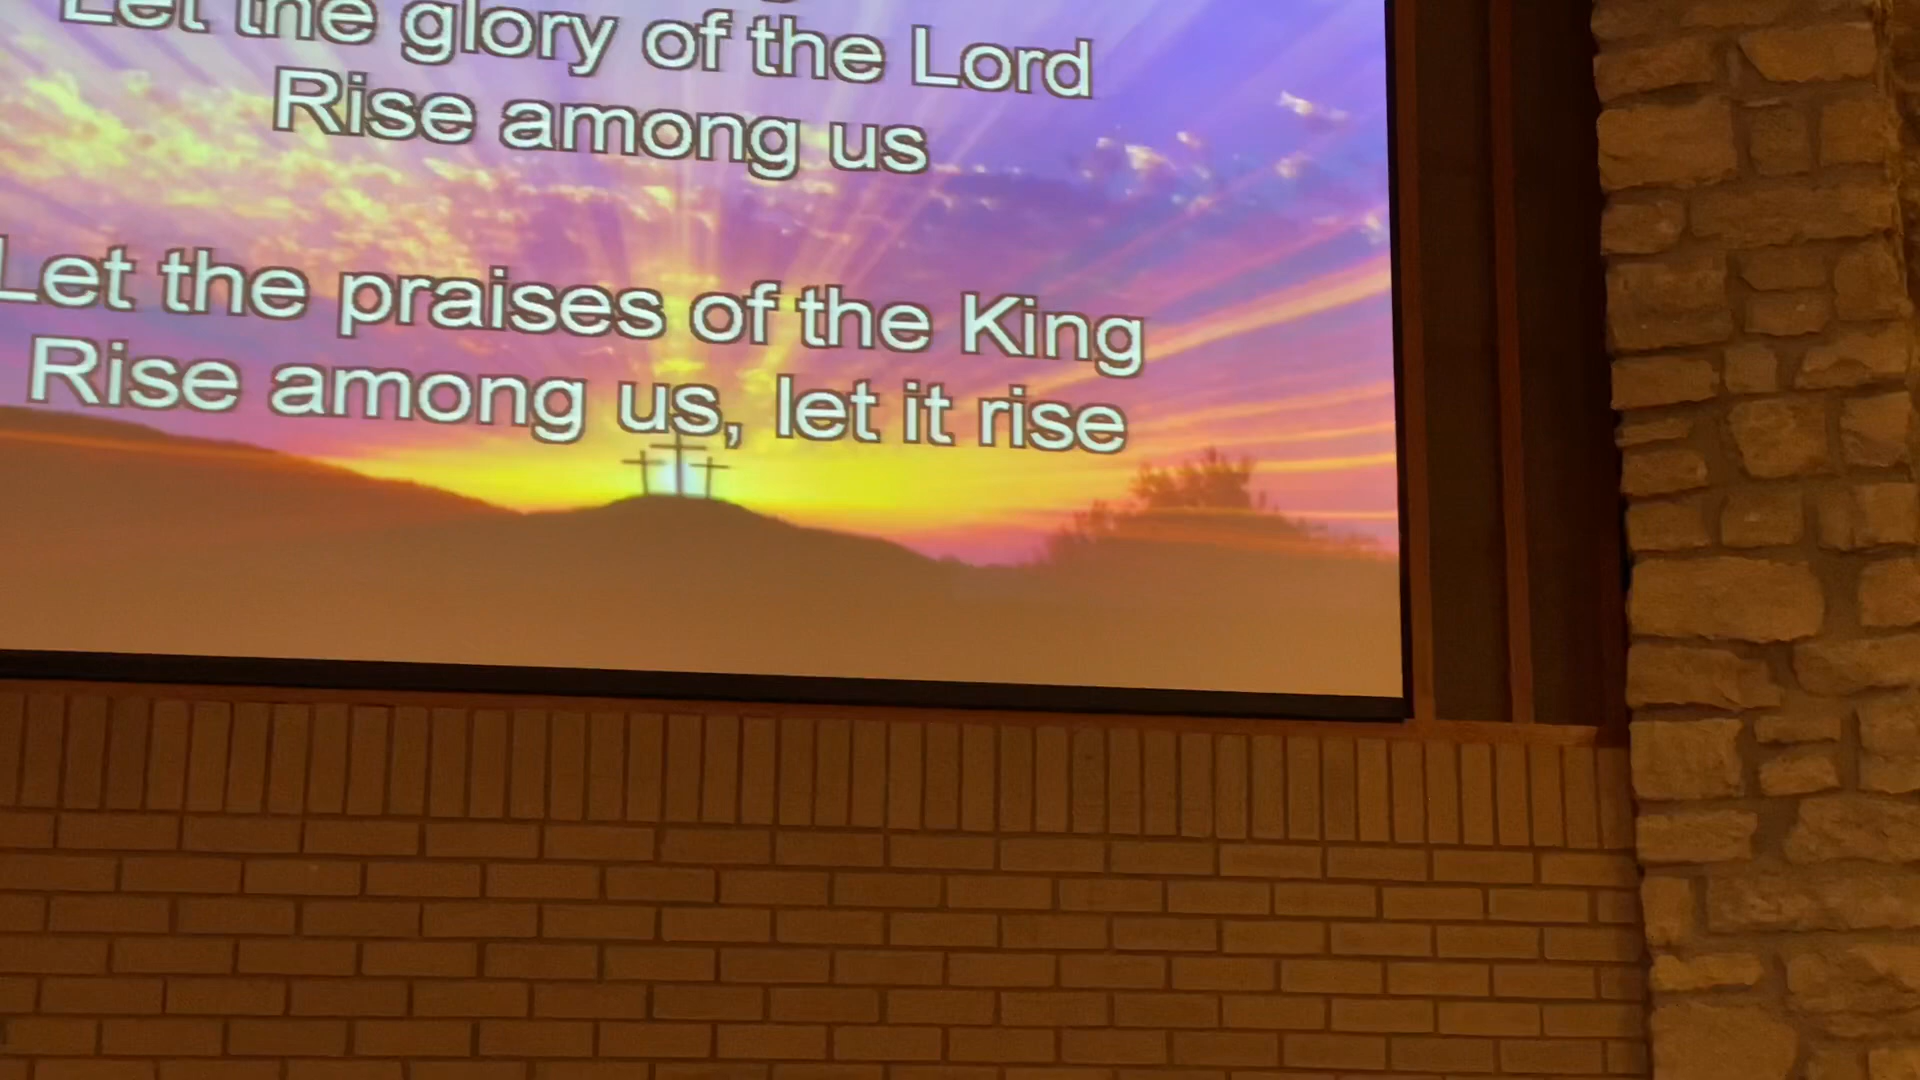 Let the glory of the Lord
Rise among us
Let the praises of the King
Rise among us, let it rise